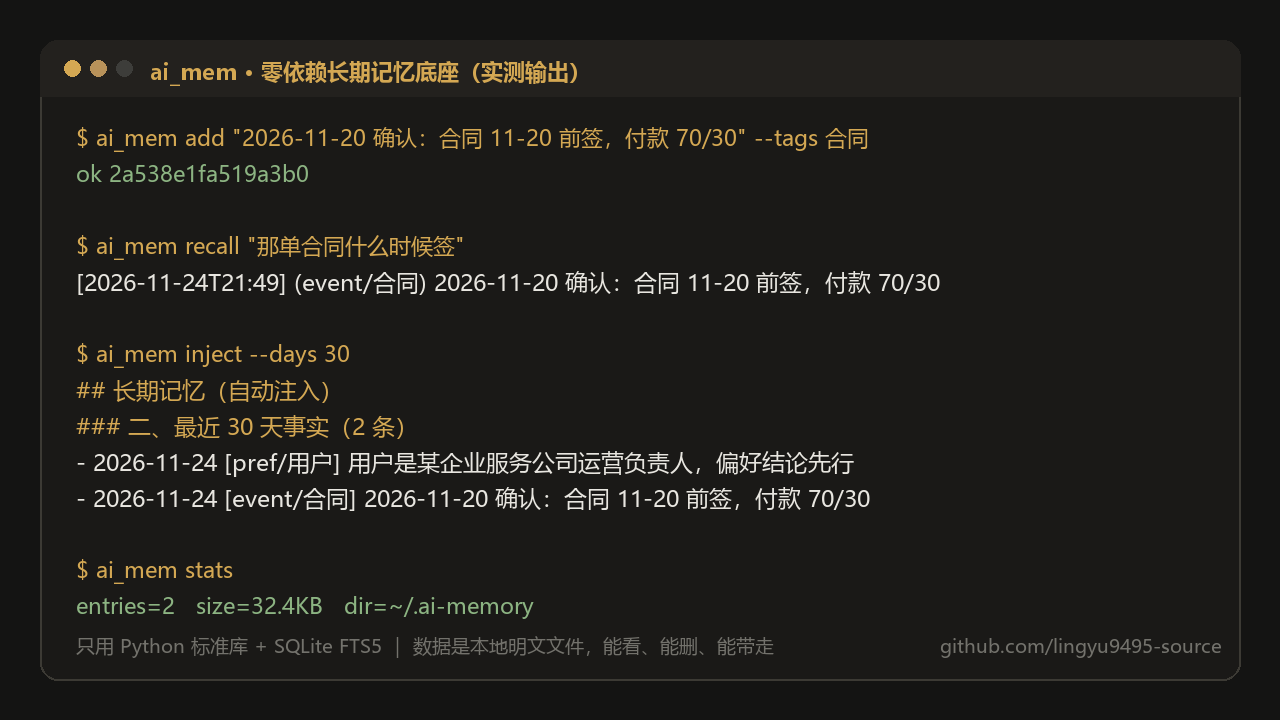 ai_mem • 零依赖长期记忆底座（实测输出）
$ ai_mem add "2026-11-20 确认：合同 11-20 前签，付款 70/30" --tags 合同
ok 2a538e1fa519a3b0
$ ai_mem recall "那单合同什么时候签"
[2026-11-24T21:49] (event/合同) 2026-11-20 确认：合同 11-20 前签，付款 70/30
$ ai_mem inject --days 30
## 长期记忆（自动注入）
### 二、最近 30 天事实（2 条）
- 2026-11-24 [pref/用户] 用户是某企业服务公司运营负责人，偏好结论先行
- 2026-11-24 [event/合同] 2026-11-20 确认：合同 11-20 前签，付款 70/30
$ ai_mem stats
entries=2   size=32.4KB   dir=~/.ai-memory
只用 Python 标准库 + SQLite FTS5 ｜ 数据是本地明文文件，能看、能删、能带走
github.com/lingyu9495-source